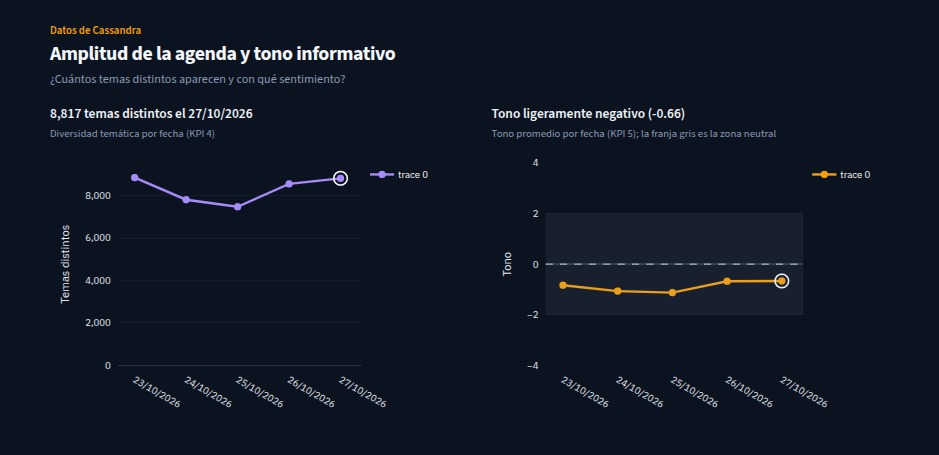 Datos de Cassandra
Amplitud de la agenda y tono informativo
¿Cuántos temas distintos aparecen y con qué sentimiento?
8,817 temas distintos el 27/10/2026
Diversidad temática por fecha (KPI 4)
trace 0
Temas distintos
8,000
6,000
4,000
2,000
0
23/10/2026
24/10/2026
25/10/2026
26/10/2026
27/10/2026
Tono ligeramente negativo (-0.66)
Tono promedio por fecha (KPI 5); la franja gris es la zona neutral
trace 0
Tono
4
2
0
−2
−4
23/10/2026
24/10/2026
25/10/2026
26/10/2026
27/10/2026